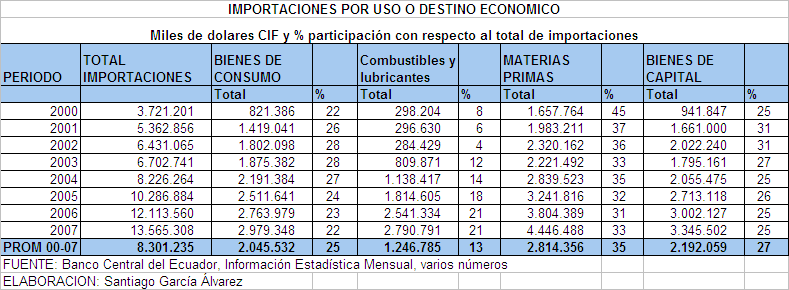 IMPORTACIONES POR USO O DESTINO ECONOMICO
Miles de dolares CIF y % participación con respecto al total de importaciones
PERIODO TOTAL IMPORTACIONES BIENES DE CONSUMO Combustibles y lubricantes MATERIAS PRIMAS BIENES DE CAPITAL
Total % Total % Total % Total %
2000 3.721.201 821.386 22 298.204 8 1.657.764 45 941.847 25
2001 5.362.856 1.419.041 26 296.630 6 1.983.211 37 1.661.000 31
2002 6.431.065 1.802.098 28 284.429 4 2.320.162 36 2.022.240 31
2003 6.702.741 1.875.382 28 809.871 12 2.221.492 33 1.795.161 27
2004 8.226.264 2.191.384 27 1.138.417 14 2.839.523 35 2.055.475 25
2005 10.286.884 2.511.641 24 1.814.605 18 3.241.816 32 2.713.118 26
2006 12.113.560 2.763.979 23 2.541.334 21 3.804.389 31 3.002.127 25
2007 13.565.308 2.979.348 22 2.790.791 21 4.446.488 33 3.345.502 25
PROM 00-07 8.301.235 2.045.532 25 1.246.785 13 2.814.356 35 2.192.059 27
FUENTE: Banco Central del Ecuador, Información Estadística Mensual, varios números
ELABORACION: Santiago García Álvarez